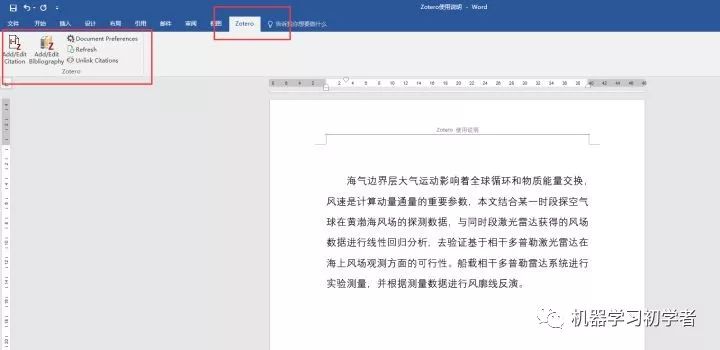 Zotero使用说明 - Word
文件 开始 插入 设计 布局 引用 邮件 审阅 视图 Zotero 告诉我你想要做什么
Add/Edit Citation
Add/Edit Bibliography
Document Preferences
Refresh
Unlink Citations
Zotero
Zotero 使用说明
海气边界层大气运动影响着全球循环和物质能量交换,
风速是计算动量通量的重要参数，本文结合某一时段探空气
球在黄渤海风场的探测数据，与同时段激光雷达获得的风场
数据进行线性回归分析，去验证基于相干多普勒激光雷达在
海上风场观测方面的可行性。船载相干多普勒雷达系统进行
实验测量，并根据测量数据进行风廓线反演。
机器学习初学者